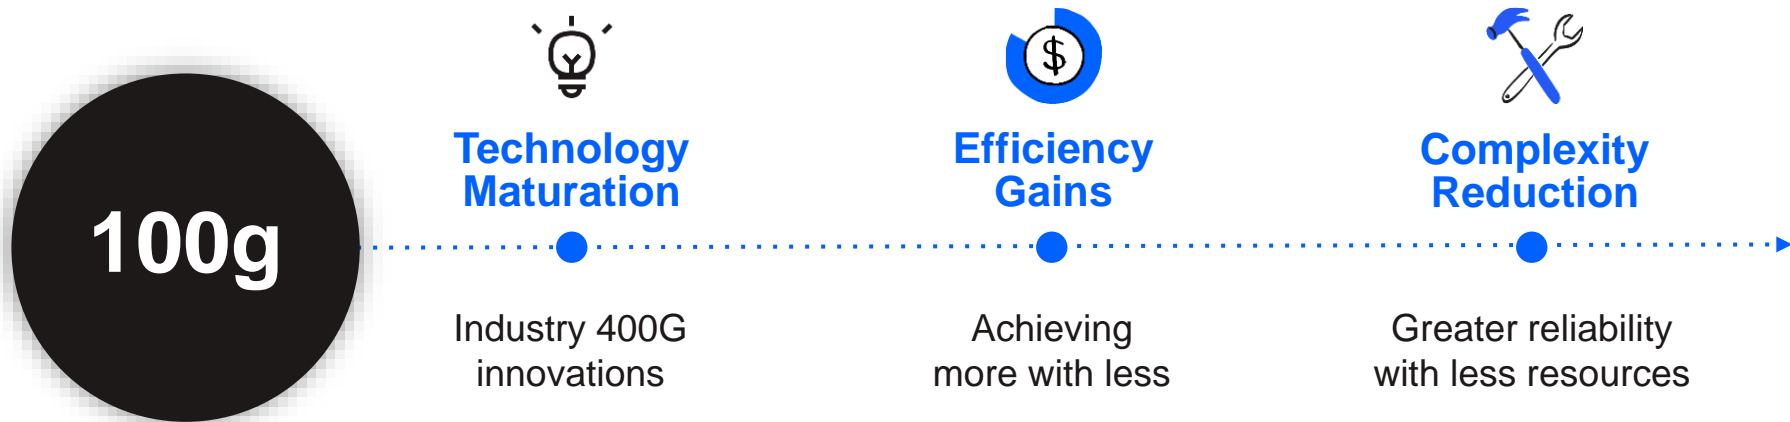 100g
Technology
Maturation
Industry 400G
innovations
$
Efficiency
Gains
Achieving
more with less
Complexity
Reduction
Greater reliability
with less resources